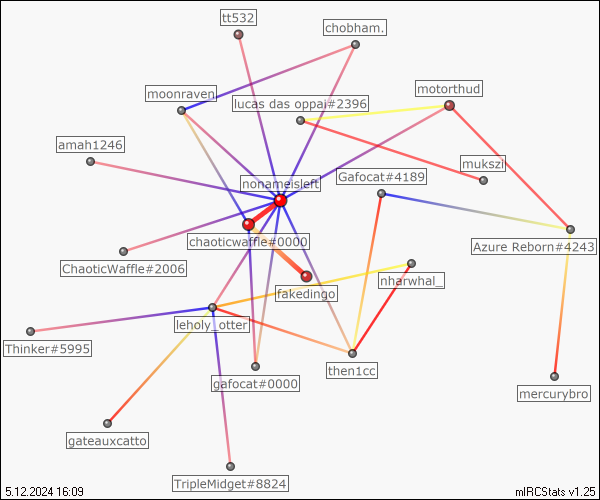 tt532
chobham.
moonraven
motorthud
lucas das oppai#2396
amah1246
mukszi
Gafocat#4189
nonameisleft
chaoticwaffle#0000
Azure Reborn#4243
ChaoticWaffle#2006
nharwhal_
fakedingo
leholy_otter
Thinker#5995
then1cc
gafocat#0000
mercurybro
gateauxcatto
TripleMidget#8824
5.12.2024 16:09
mIRCStats v1.25